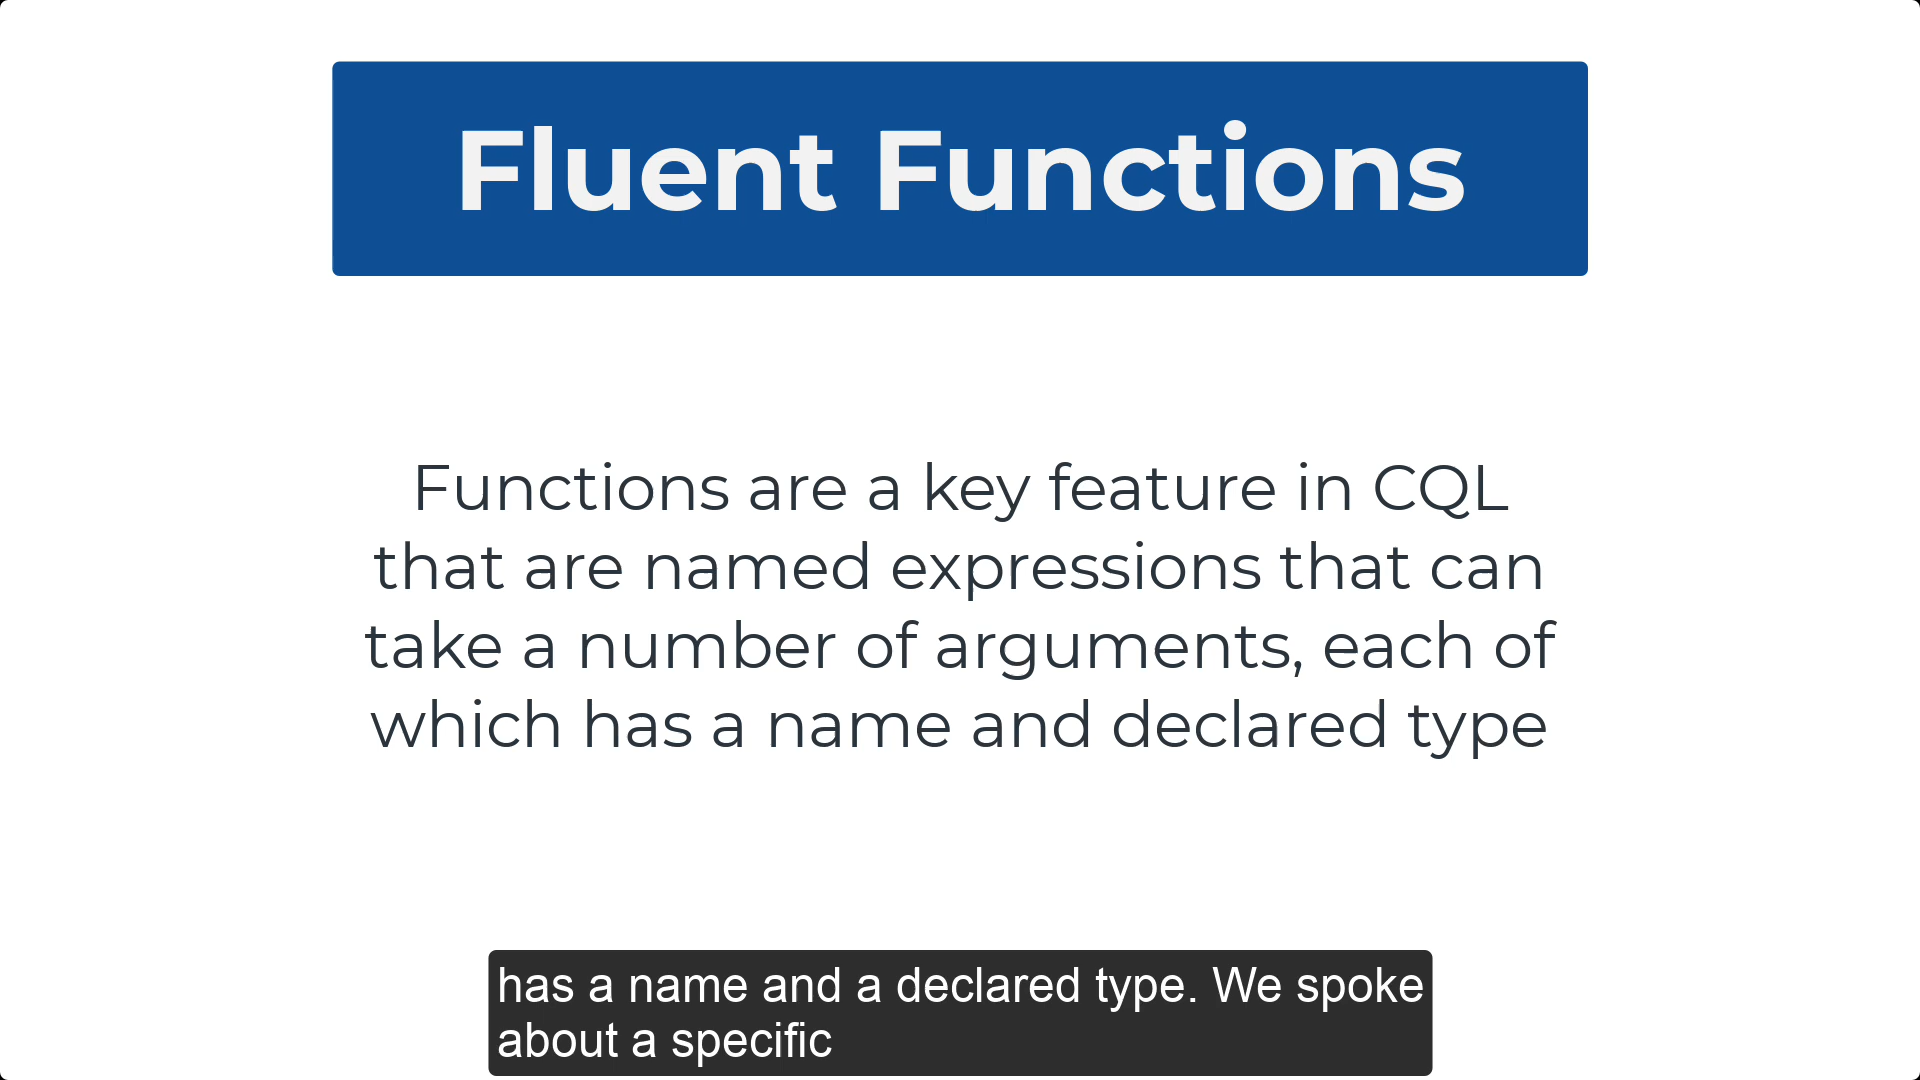 Fluent Functions
Functions are a key feature in CQL
that are named expressions that can
take a number of arguments, each of
which has a name and declared type
has a name and a declared type. We spoke
about a specific